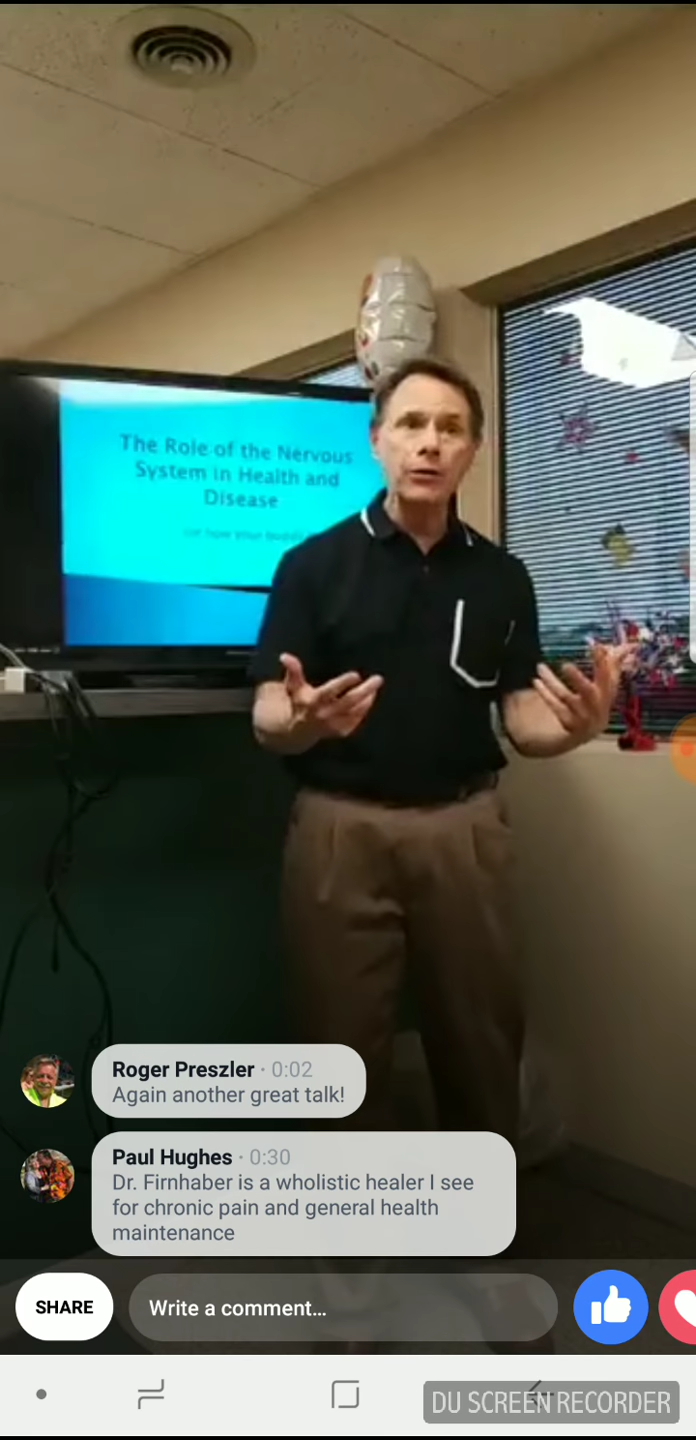 The Role of the Nervous
System in Health and
Disease
Roger Preszler · 0:02
Again another great talk!
Paul Hughes · 0:30
Dr. Firnhaber is a wholistic healer I see
for chronic pain and general health
maintenance
SHARE
Write a comment...
DU SCREEN RECORDER